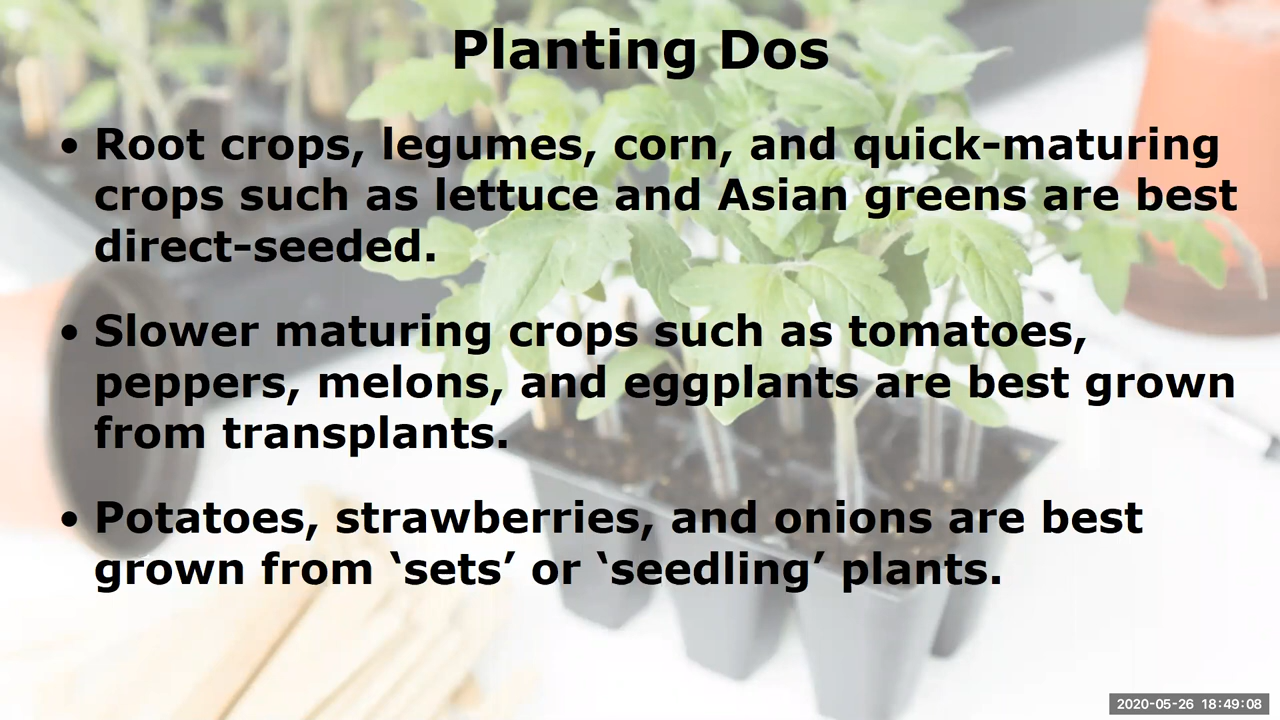 Planting Dos
• Root crops, legumes, corn, and quick-maturing
crops such as lettuce and Asian greens are best
direct-seeded.
• Slower maturing crops such as tomatoes,
peppers, melons, and eggplants are best grown
from transplants.
• Potatoes, strawberries, and onions are best
grown from ‘sets’ or ‘seedling’ plants.
2020-05-26 18:49:08